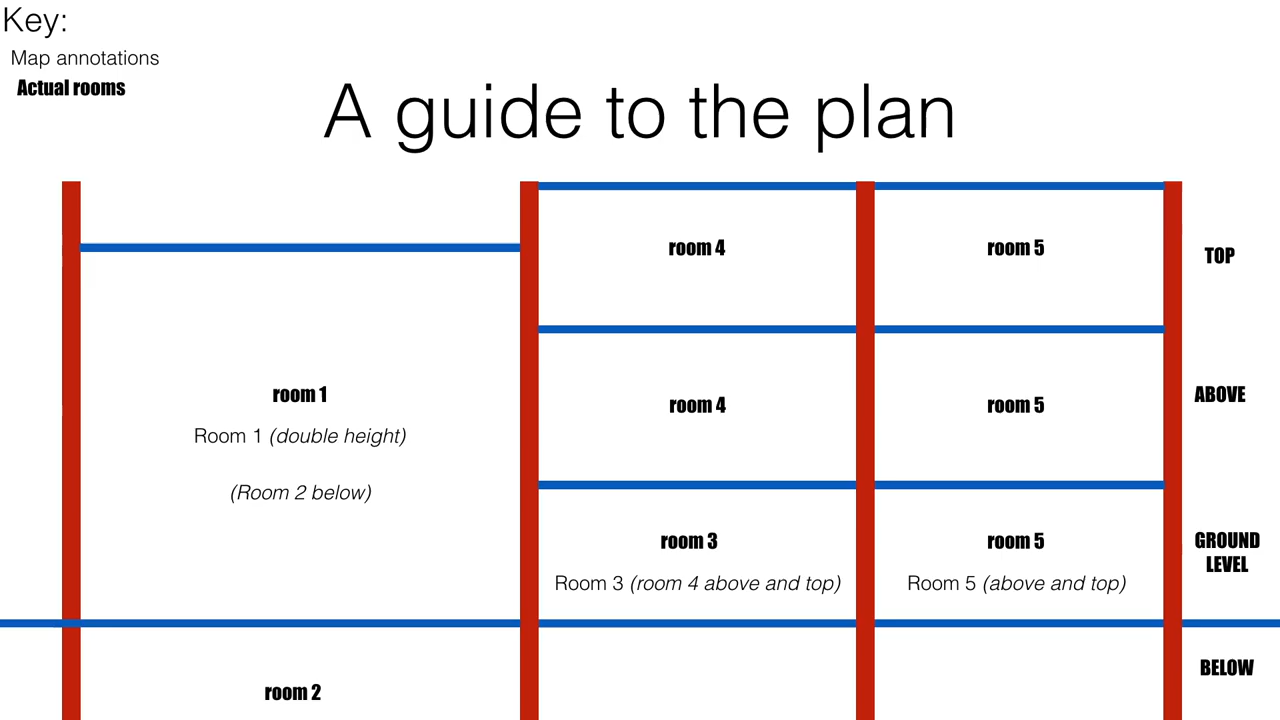 Key:
Map annotations
Actual rooms
A guide to the plan
room 4
room 5
TOP
room 1
Room 1 (double height)
(Room 2 below)
room 4
room 5
ABOVE
room 3
Room 3 (room 4 above and top)
room 5
Room 5 (above and top)
GROUND
LEVEL
room 2
BELOW